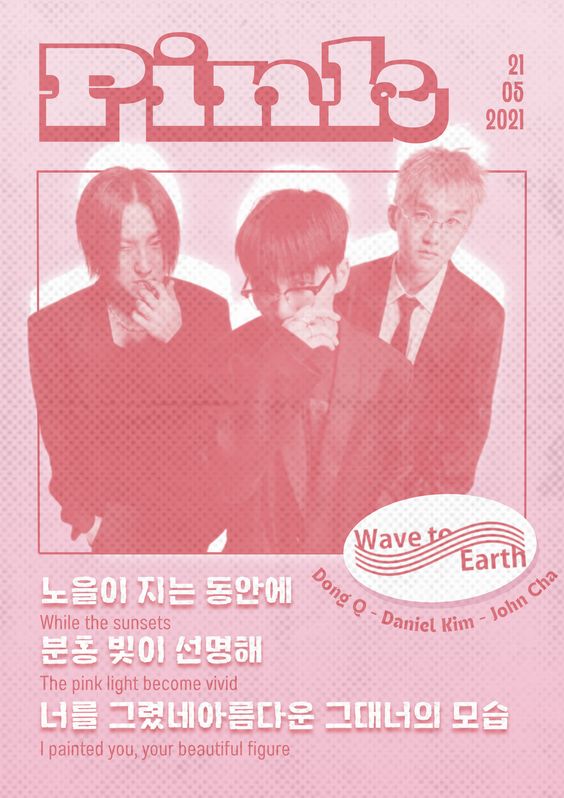 Pink
21
05
2021
Wave to
Earth
Dong Q - Daniel Kim - John Cha
노을이 지는 동안에
While the sunsets
분홍 빛이 선명해
The pink light become vivid
너를 그렸네아름다운 그대너의 모습
I painted you, your beautiful figure